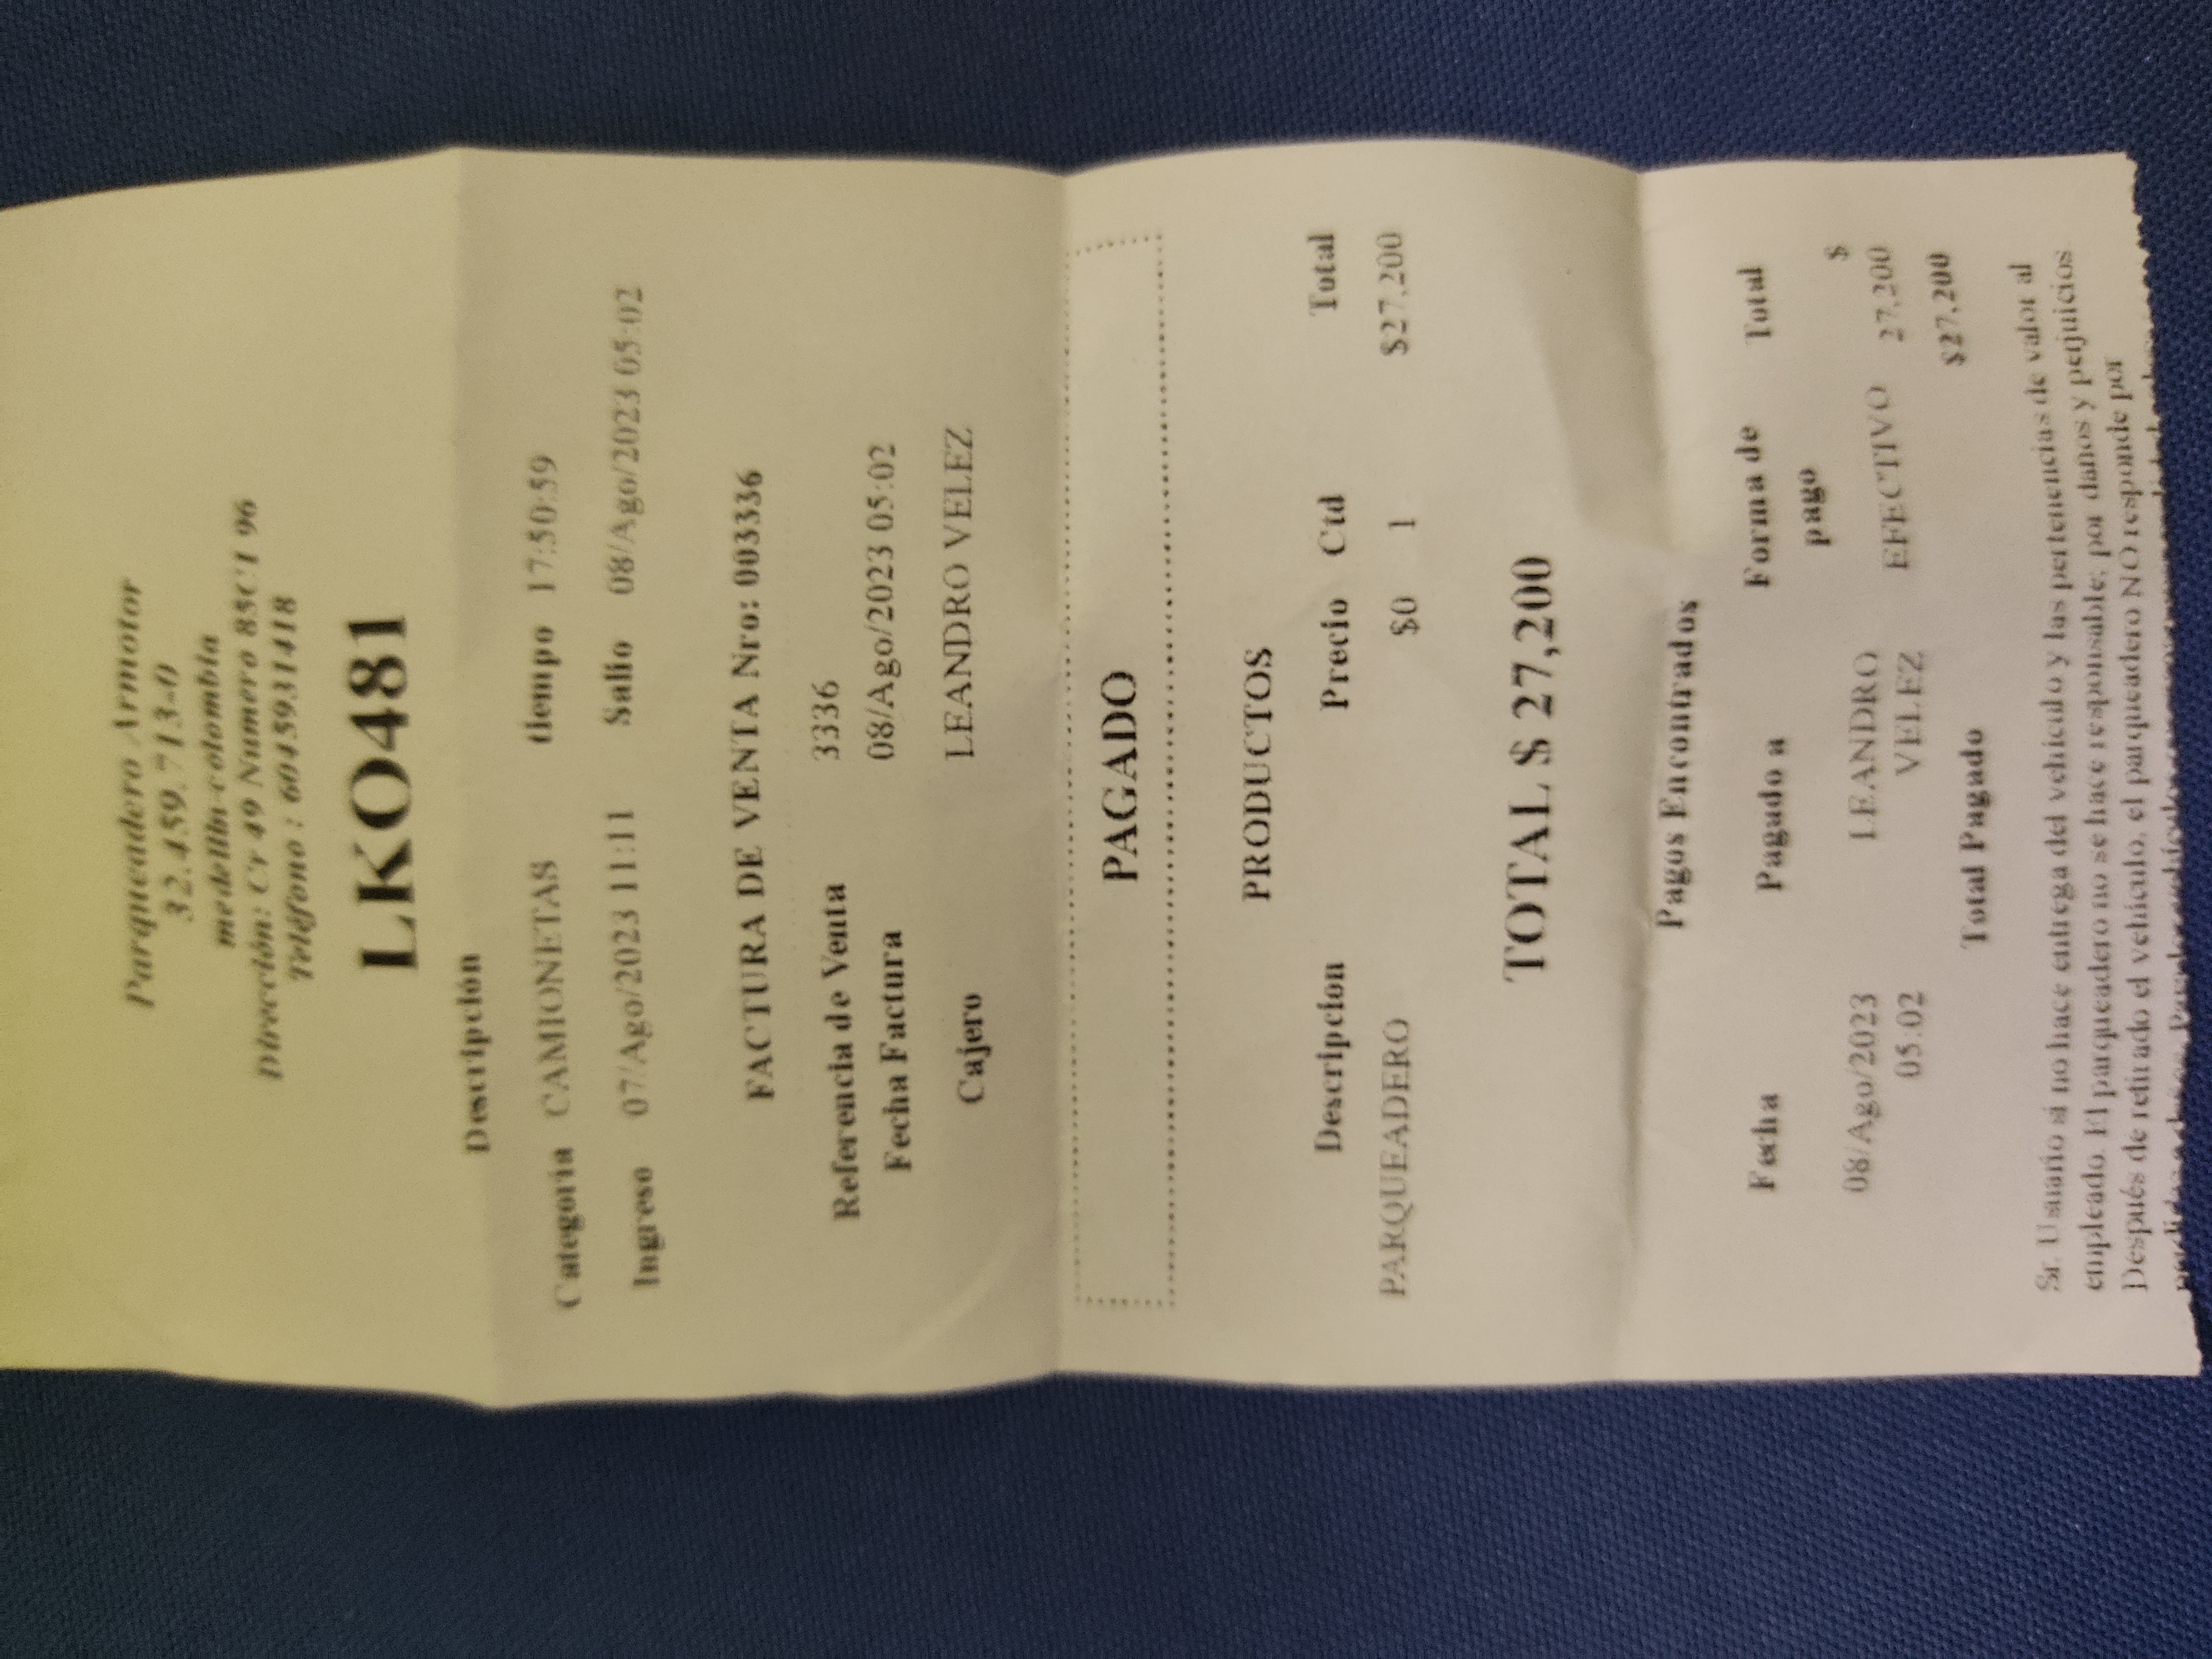 Parqueadero Armotor
32.459.713-0
medellin-colombia
Dirección: Cr 49 Numero 85C 1 96
Teléfono : 6045931418
LKO481
Descripción
Categoría CAMIONETAS tiempo 17:50:59
Ingreso 07/Ago/2023 11:11 Salio 08/Ago/2023 05:02
FACTURA DE VENTA Nro: 003336
Referencia de Venta 3336
Fecha Factura 08/Ago/2023 05:02
Cajero LEANDRO VELEZ
PAGADO
PRODUCTOS
Descripcion Precio Ctd Total
PARQUEADERO $0 1 $27,200
TOTAL $ 27,200
Pagos Encontrados
Fecha Pagado a Forma de pago Total
08/Ago/2023 LEANDRO EFECTIVO $ 27,200
05:02 VELEZ
Total Pagado $27,200
Sr. Usuario si no hace entrega del vehículo y las pertenencias de valor al
empleado. El parqueadero no se hace responsable, por daños y perjuicios
Después de retirado el vehículo, el parqueadero NO responde por